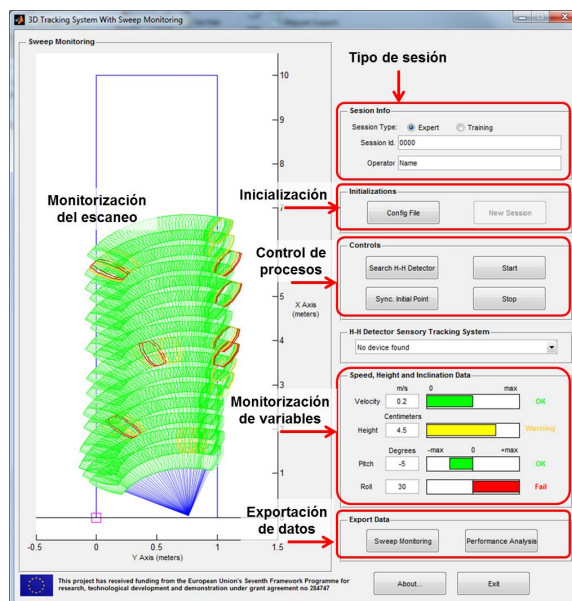 3D Tracking System With Sweep Monitoring
Sweep Monitoring
Tipo de sesión
Sesion Info
Session Type: Expert Training
Session Id. 0000
Operator Name
Inicialización
Initializations
Config File New Session
Control de
procesos
Controls
Search H-H Detector Start
Sync. Initial Point Stop
H-H Detector Sensory Tracking System
No device found
Monitorización
de variables
Speed, Height and Inclination Data
m/s 0 max
Velocity 0.2 OK
Centimeters
Height 4.5 Warning
Degrees -max 0 +max
Pitch -5 OK
Roll 30 Fail
Exportación
de datos
Export Data
Sweep Monitoring Performance Analysis
About... Exit
Monitorización
del escaneo
10
9
8
7
6
5
4
3
2
1
X Axis
(meters)
-0.5 0 0.5 1 1.5
Y Axis (meters)
This project has received funding from the European Union's Seventh Framework Programme for
research, technological development and demonstration under grant agreement no 284747